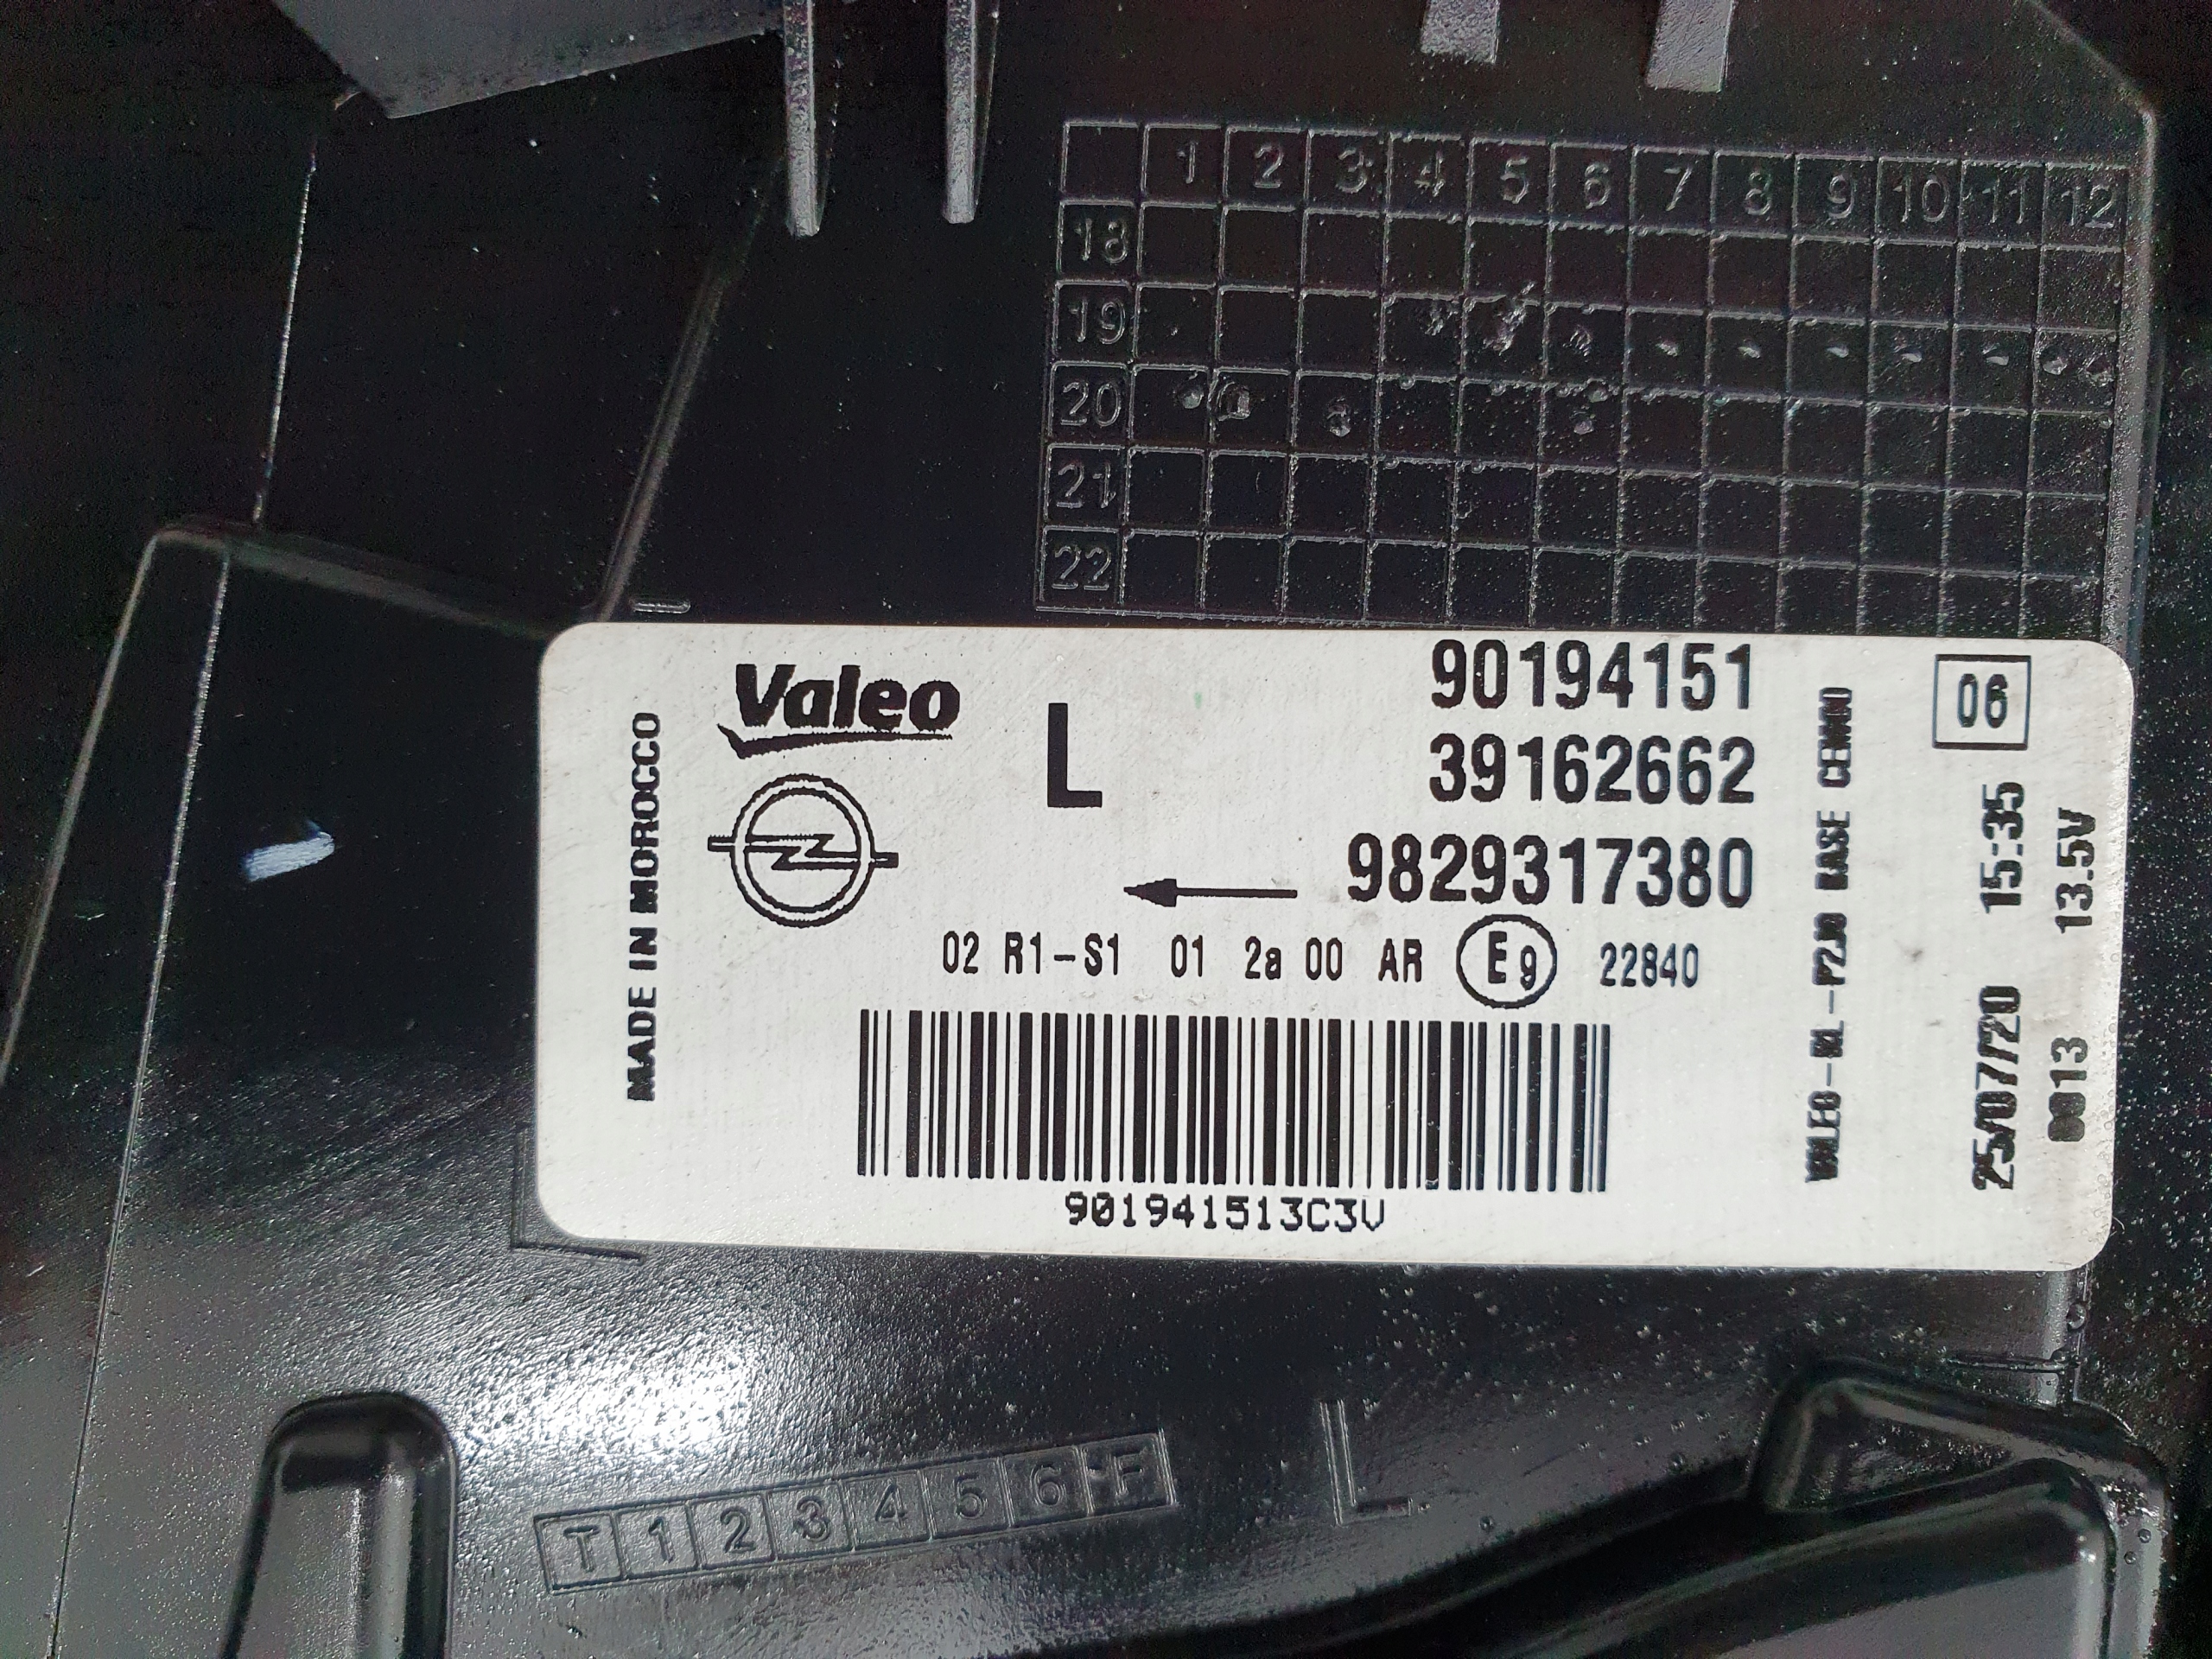 1 2 3 4 5 6 7 8 9 10 11 12
18
19
20
21
22
MADE IN MOROCCO
Valeo
L
90194151
39162662
9829317380
02 R1-S1 01 2a 00 AR E9 22840
901941513C3V
BASE
06
25/07/20 15:35
13.5V
T 1 2 3 4 5 6 F
L